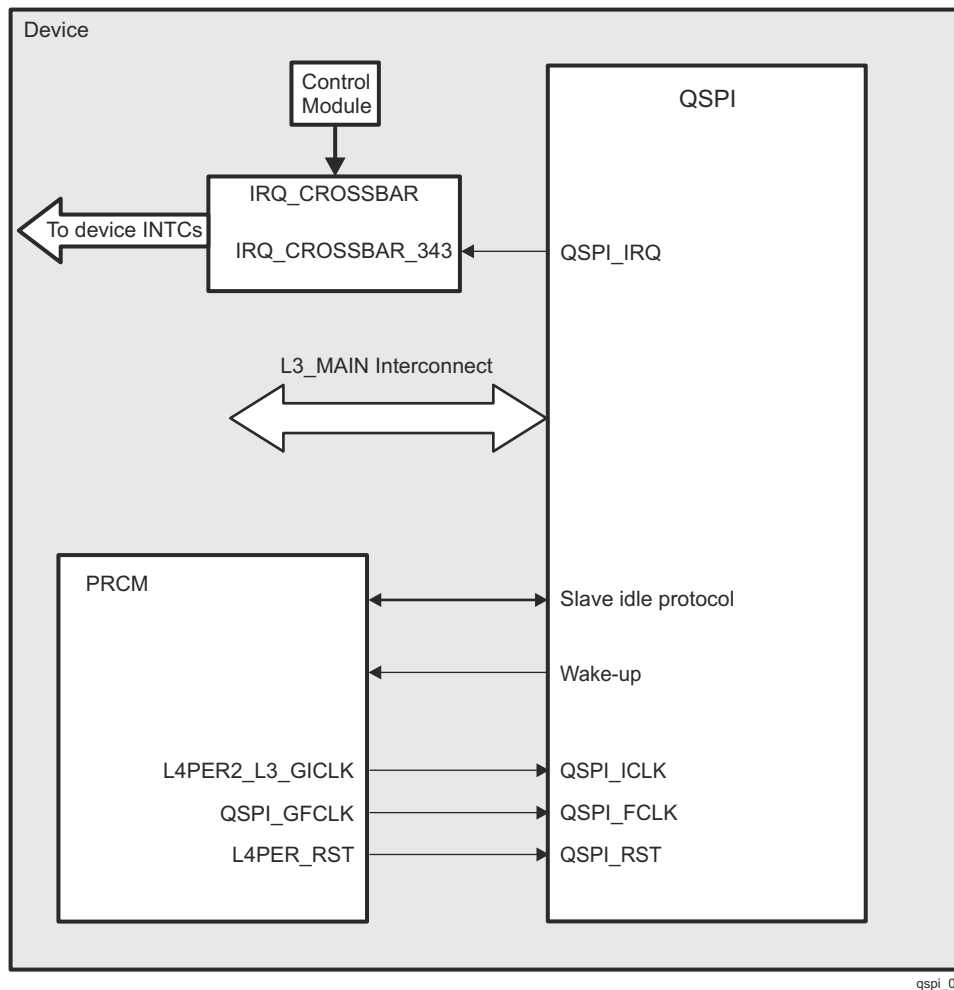 Device
Control
Module
QSPI
IRQ_CROSSBAR
To device INTCs
IRQ_CROSSBAR_343
QSPI_IRQ
L3_MAIN Interconnect
PRCM
Slave idle protocol
Wake-up
L4PER2_L3_GICLK
QSPI_ICLK
QSPI_GFCLK
QSPI_FCLK
L4PER_RST
QSPI_RST
qspi_0